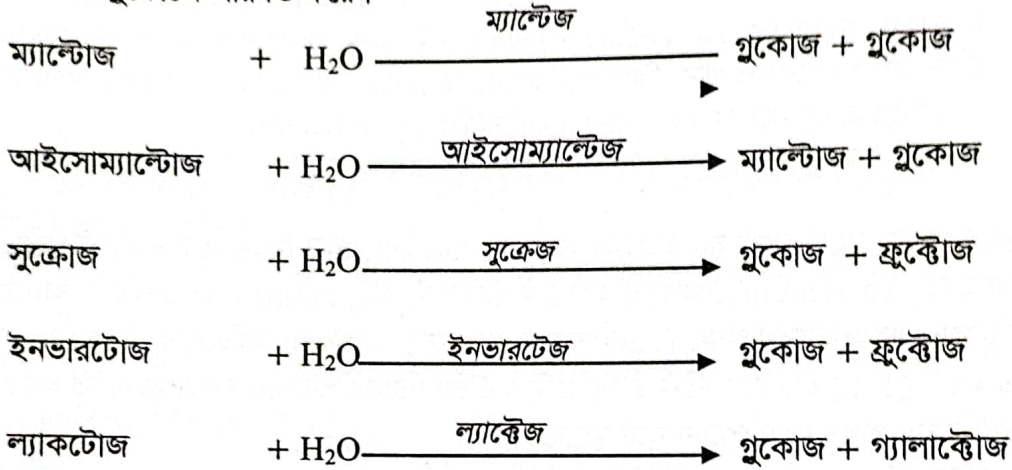 ম্যাল্টোজ + H₂O ম্যাল্টেজ গ্লুকোজ + গ্লুকোজ
আইসোম্যাল্টোজ + H₂O আইসোম্যাল্টেজ ম্যাল্টোজ + গ্লুকোজ
সুক্রোজ + H₂O সুক্রেজ গ্লুকোজ + ফ্রুক্টোজ
ইনভারটোজ + H₂O ইনভারটেজ গ্লুকোজ + ফ্রুক্টোজ
ল্যাকটোজ + H₂O ল্যাক্টেজ গ্লুকোজ + গ্যালাক্টোজ